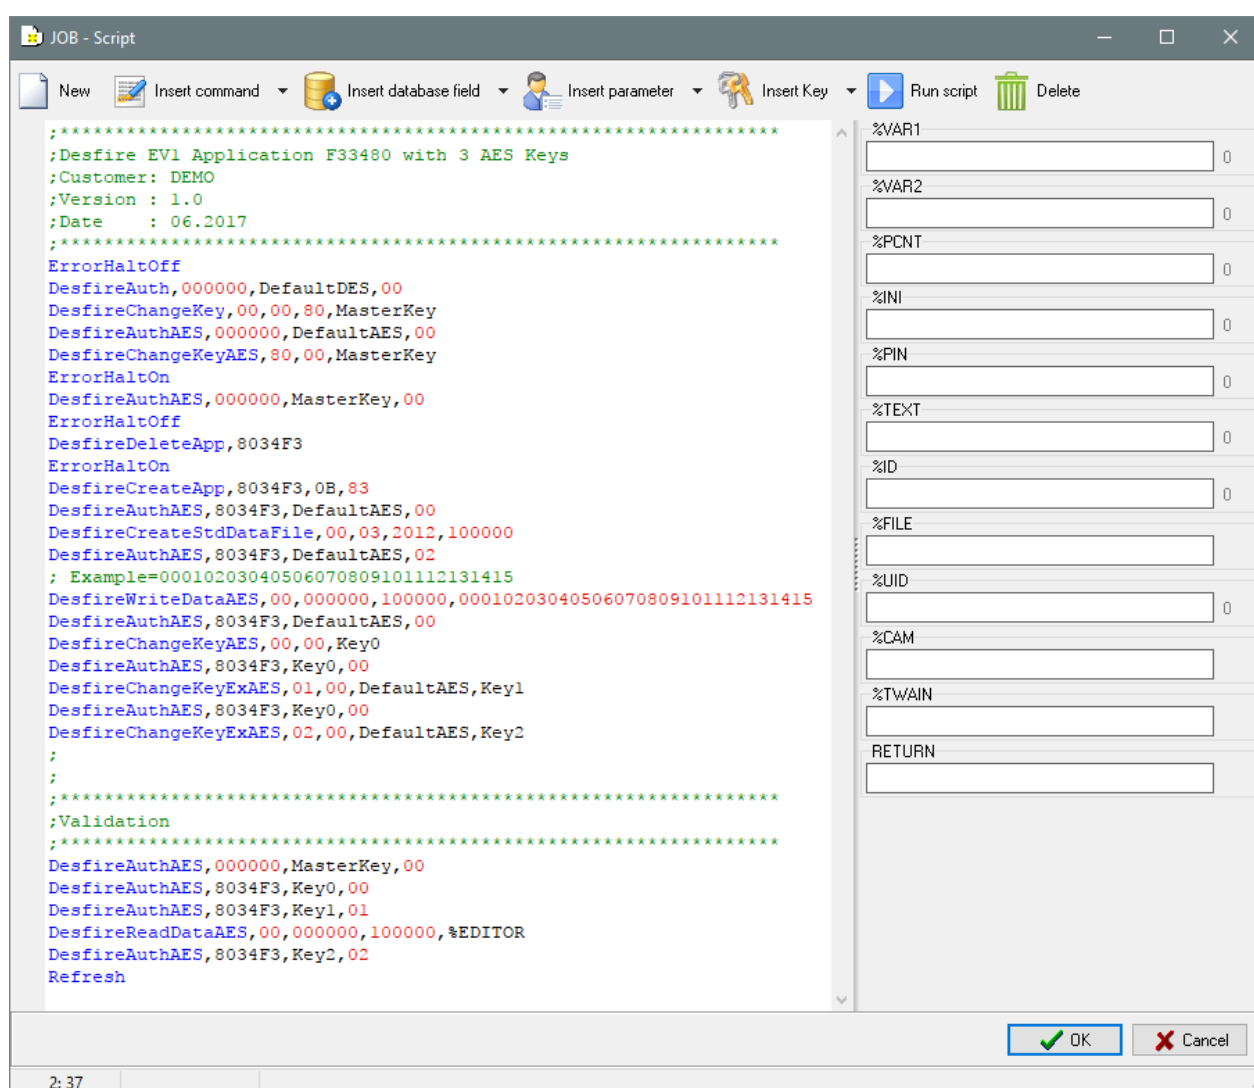 JOB - Script
New Insert command Insert database field Insert parameter Insert Key Run script Delete
;*****************************************************************
;Desfire EV1 Application F33480 with 3 AES Keys
;Customer: DEMO
;Version : 1.0
;Date    : 06.2017
;*****************************************************************
ErrorHaltOff
DesfireAuth,000000,DefaultDES,00
DesfireChangeKey,00,00,80,MasterKey
DesfireAuthAES,000000,DefaultAES,00
DesfireChangeKeyAES,80,00,MasterKey
ErrorHaltOn
DesfireAuthAES,000000,MasterKey,00
ErrorHaltOff
DesfireDeleteApp,8034F3
ErrorHaltOn
DesfireCreateApp,8034F3,0B,83
DesfireAuthAES,8034F3,DefaultAES,00
DesfireCreateStdDataFile,00,03,2012,100000
DesfireAuthAES,8034F3,DefaultAES,02
; Example=00010203040506070809101112131415
DesfireWriteDataAES,00,000000,100000,00010203040506070809101112131415
DesfireAuthAES,8034F3,DefaultAES,00
DesfireChangeKeyAES,00,00,Key0
DesfireAuthAES,8034F3,Key0,00
DesfireChangeKeyExAES,01,00,DefaultAES,Key1
DesfireAuthAES,8034F3,Key0,00
DesfireChangeKeyExAES,02,00,DefaultAES,Key2
;
;
;*****************************************************************
;Validation
;*****************************************************************
DesfireAuthAES,000000,MasterKey,00
DesfireAuthAES,8034F3,Key0,00
DesfireAuthAES,8034F3,Key1,01
DesfireReadDataAES,00,000000,100000,%EDITOR
DesfireAuthAES,8034F3,Key2,02
Refresh
%VAR1
0
%VAR2
0
%PCNT
0
%INI
0
%PIN
0
%TEXT
0
%ID
0
%FILE
%UID
0
%CAM
%TWAIN
RETURN
OK Cancel
2: 37